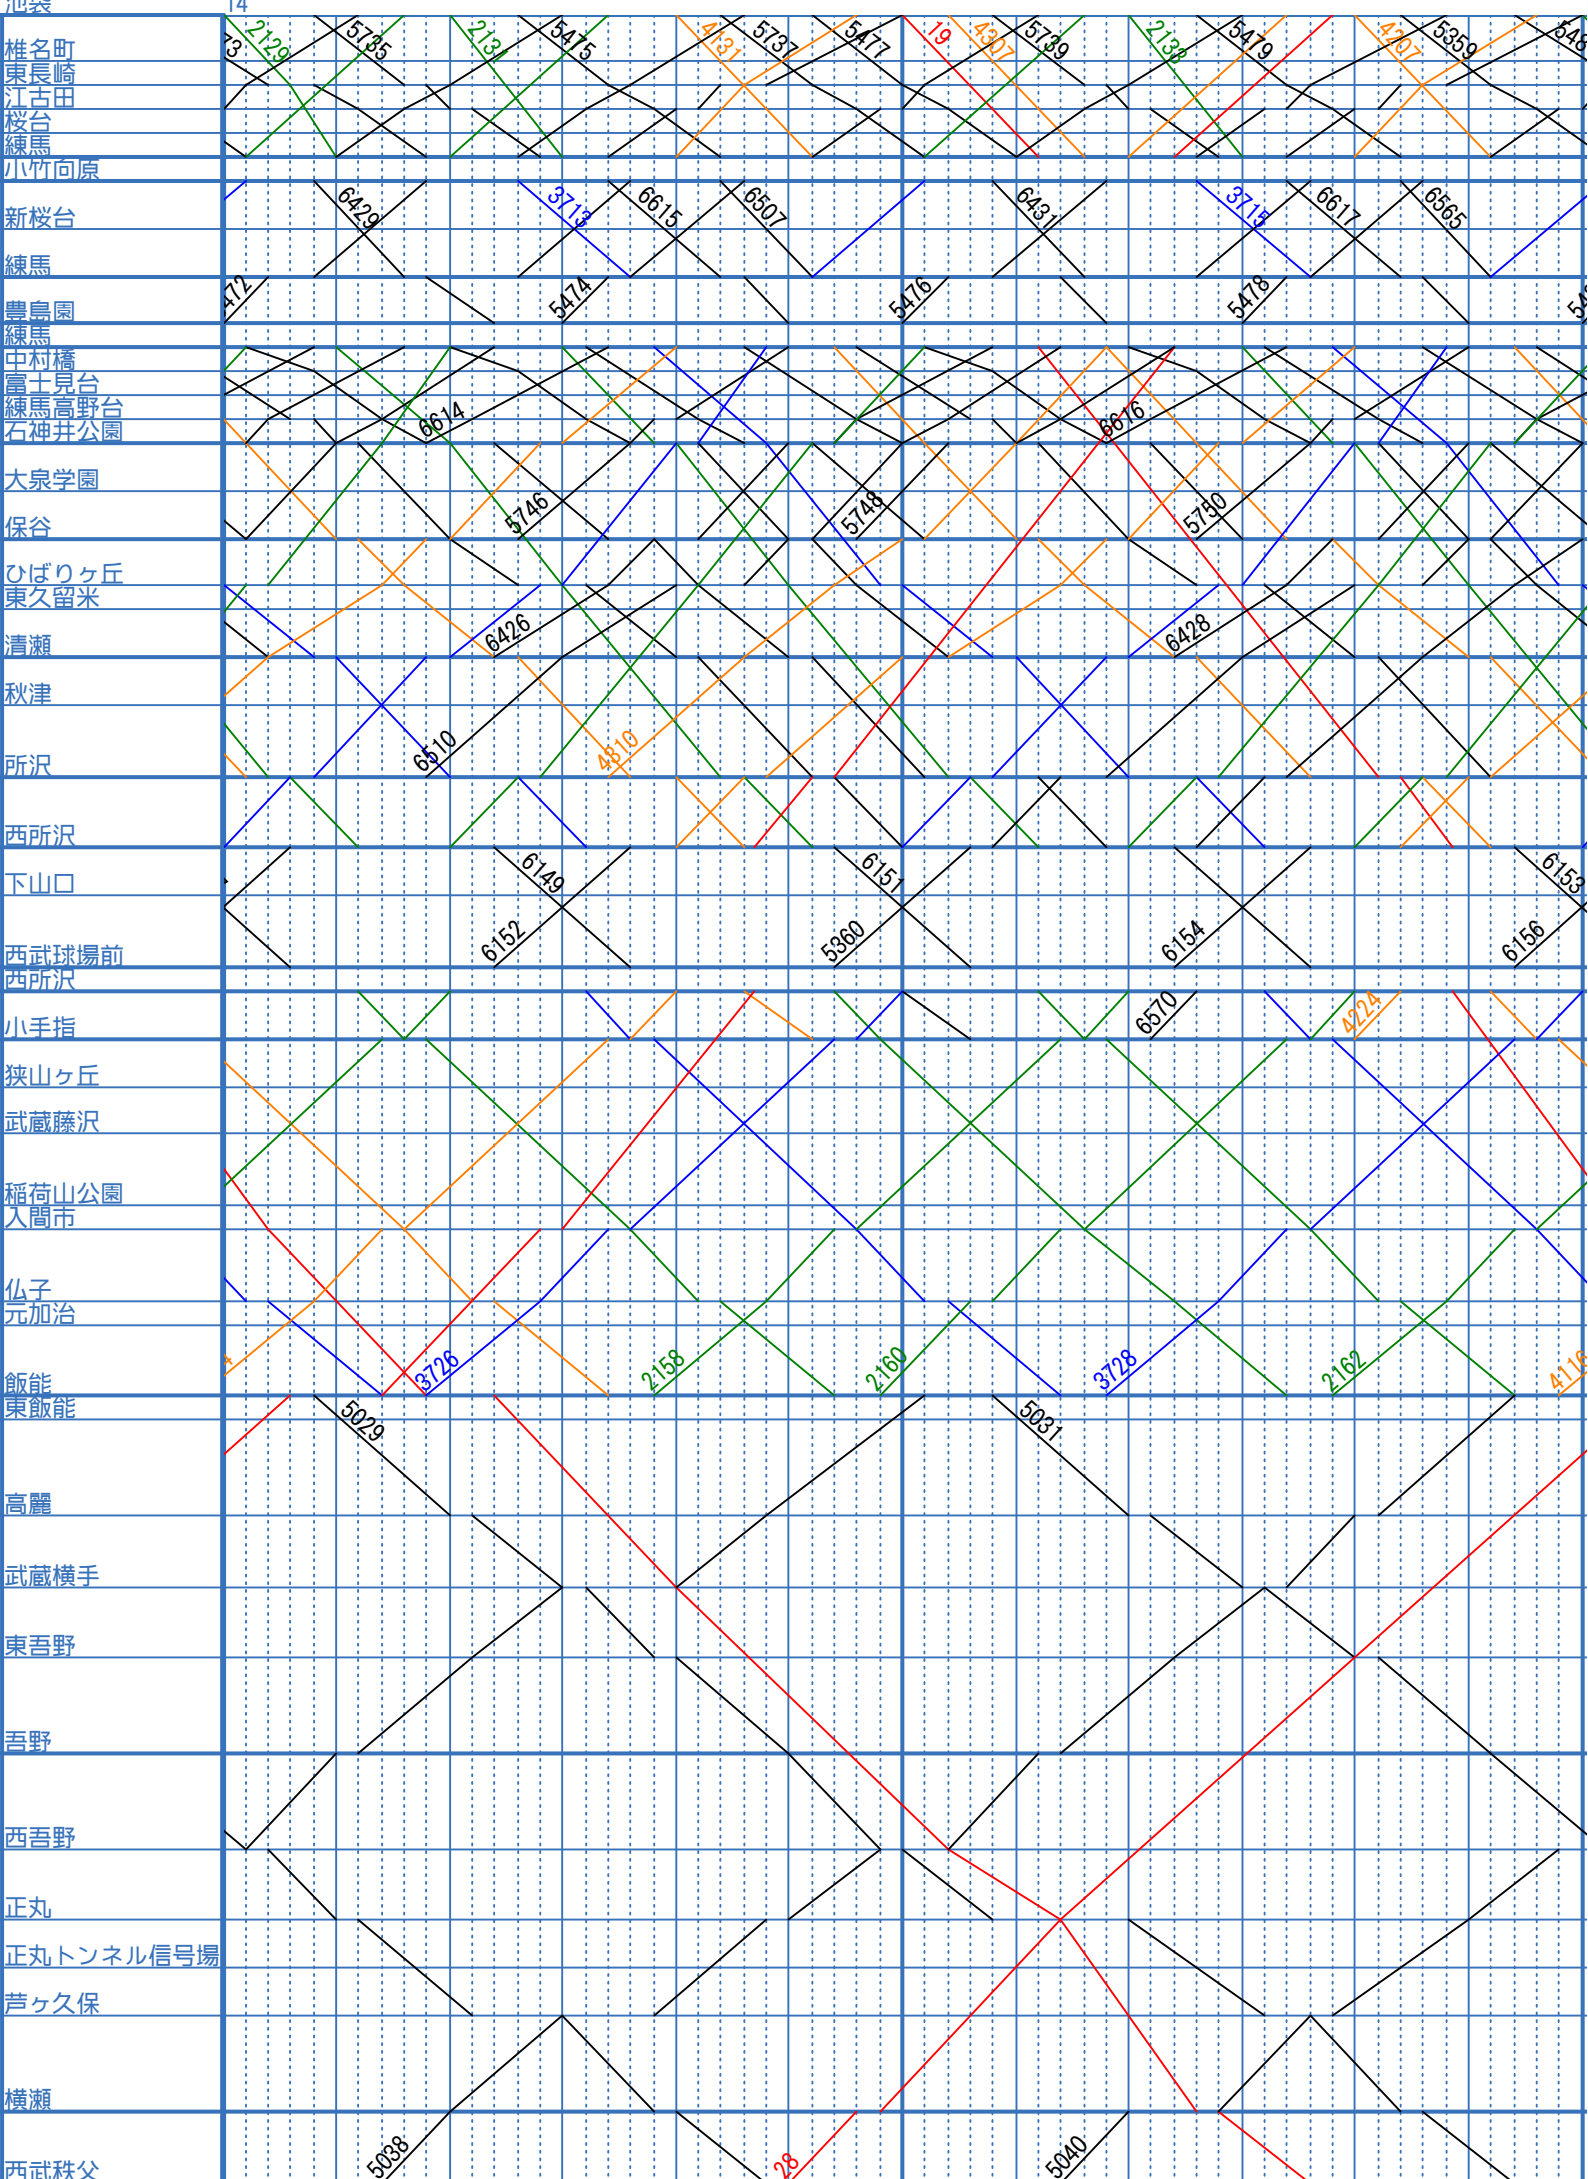 池袋 14
椎名町 73 2129 5735 2131 5475 4131 5737 5477 19 4307 5739 2133 5479 4207 5359 548
東長崎
江古田
桜台
練馬
小竹向原
新桜台 6429 3713 6615 6507 6431 3715 6617 6565
練馬
豊島園 472 5474 5476 5478 54
練馬
中村橋
富士見台
練馬高野台
石神井公園 6614 6616
大泉学園
保谷 5746 5748 5750
ひばりヶ丘
東久留米
清瀬 6426 6428
秋津
所沢 6510 4810
西所沢
下山口 6149 6151 6153
西武球場前 6152 5360 6154 6156
西所沢
小手指 6570 4224
狭山ヶ丘
武蔵藤沢
稲荷山公園
入間市
仏子
元加治
飯能 4 3726 2158 2160 3728 2162 4116
東飯能 5029 5031
高麗
武蔵横手
東吾野
吾野
西吾野
正丸
正丸トンネル信号場
芦ヶ久保
横瀬
西武秩父 5038 28 5040